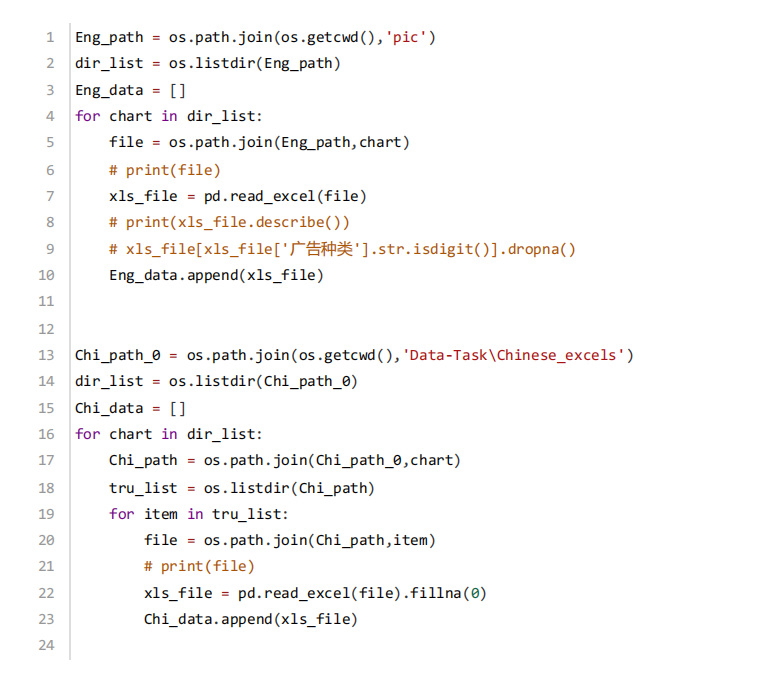 1 Eng_path = os.path.join(os.getcwd(),'pic')
2 dir_list = os.listdir(Eng_path)
3 Eng_data = []
4 for chart in dir_list:
5     file = os.path.join(Eng_path,chart)
6     # print(file)
7     xls_file = pd.read_excel(file)
8     # print(xls_file.describe())
9     # xls_file[xls_file['广告种类'].str.isdigit()].dropna()
10     Eng_data.append(xls_file)
11
12
13 Chi_path_0 = os.path.join(os.getcwd(),'Data-Task\Chinese_excels')
14 dir_list = os.listdir(Chi_path_0)
15 Chi_data = []
16 for chart in dir_list:
17     Chi_path = os.path.join(Chi_path_0,chart)
18     tru_list = os.listdir(Chi_path)
19     for item in tru_list:
20         file = os.path.join(Chi_path,item)
21         # print(file)
22         xls_file = pd.read_excel(file).fillna(0)
23         Chi_data.append(xls_file)
24